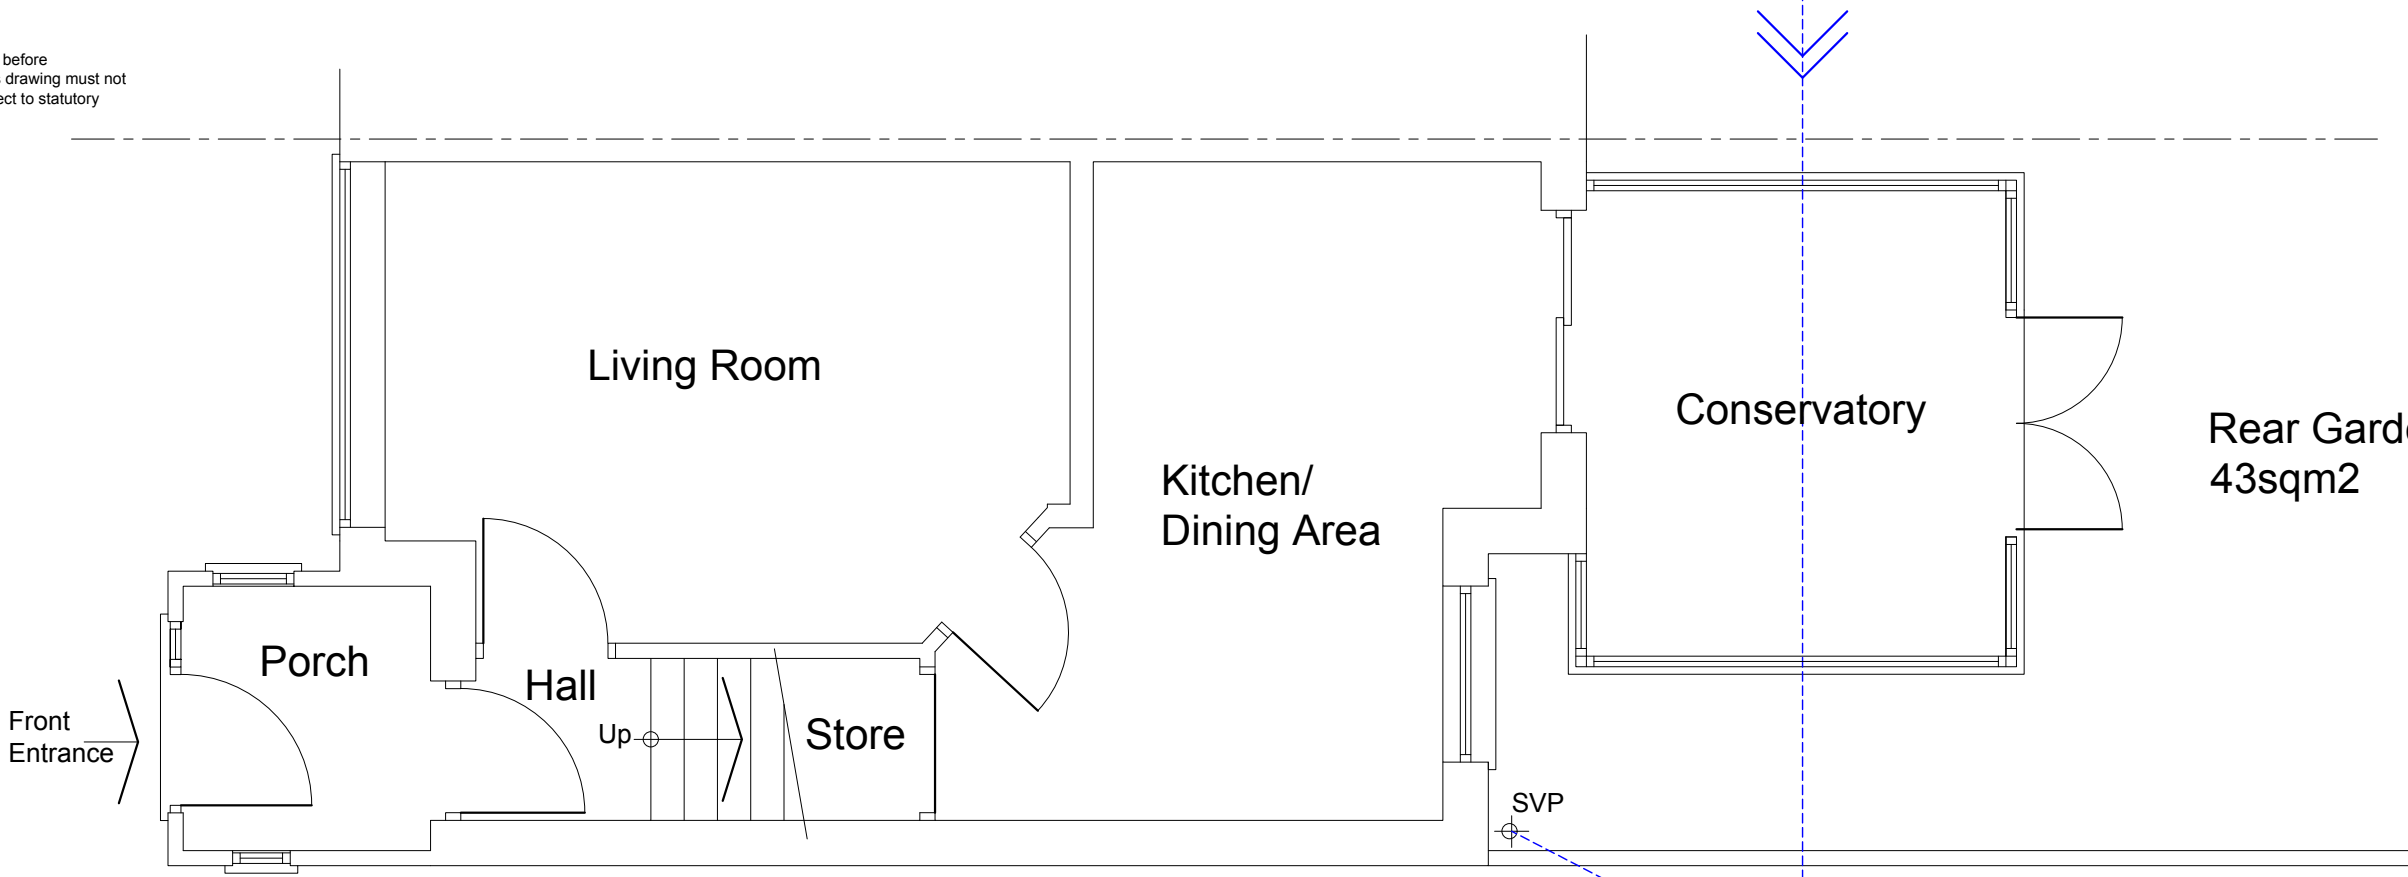 before
drawing must not
ect to statutory
Living Room
Conservatory
Rear Gard
43sqm2
Kitchen/
Dining Area
Porch
Hall
Front
Entrance
Up
Store
SVP